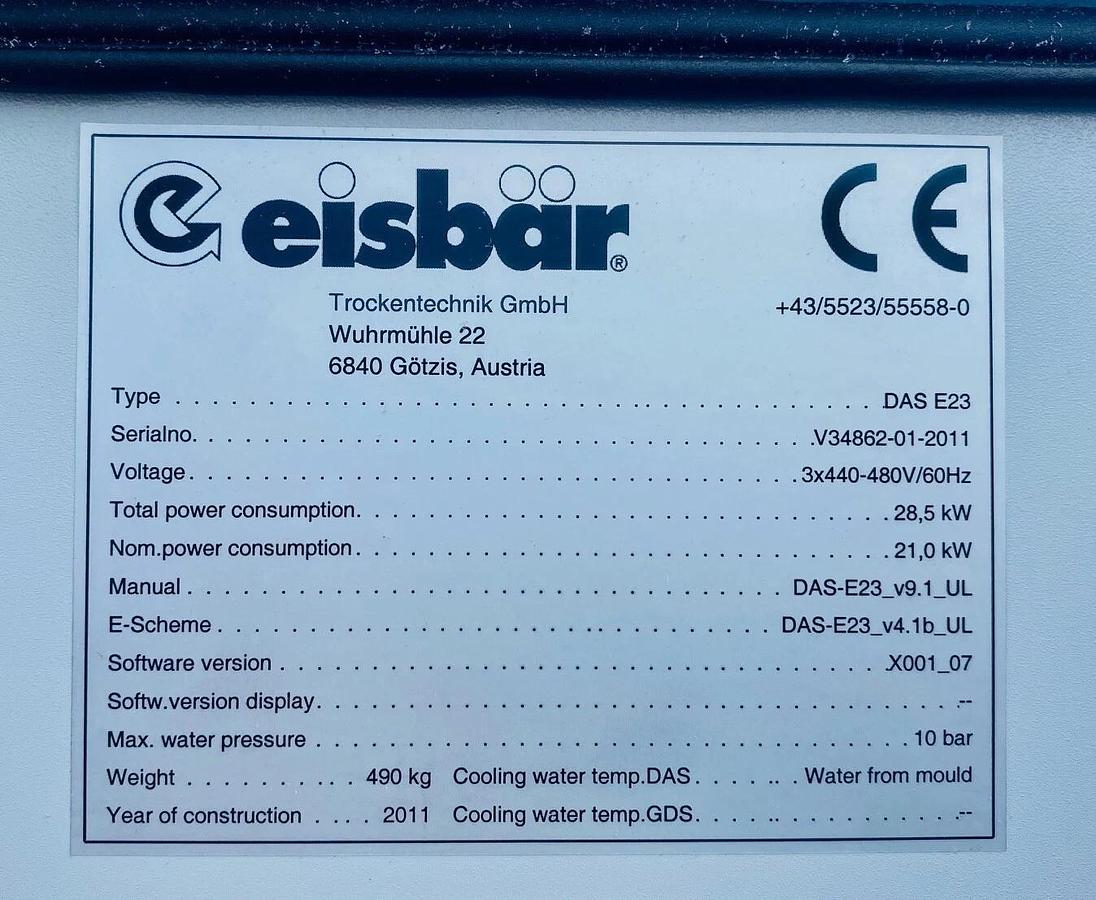 e eisbär® CE
Trockentechnik GmbH +43/5523/55558-0
Wuhrmühle 22
6840 Götzis, Austria
Type . . . . . . . . . . . . . . . . . . . . DAS E23
Serialno. . . . . . . . . . . . . . . . . . . . V34862-01-2011
Voltage . . . . . . . . . . . . . . . . . . . . 3x440-480V/60Hz
Total power consumption. . . . . . . . . . . . . . . . . . . . 28,5 kW
Nom.power consumption . . . . . . . . . . . . . . . . . . . . 21,0 kW
Manual . . . . . . . . . . . . . . . . . . . . DAS-E23_v9.1_UL
E-Scheme . . . . . . . . . . . . . . . . . . . . DAS-E23_v4.1b_UL
Software version . . . . . . . . . . . . . . . . . . . . X001_07
Softw.version display. . . . . . . . . . . . . . . . . . . . --
Max. water pressure . . . . . . . . . . . . . . . . . . . . 10 bar
Weight . . . . . . . . . . 490 kg Cooling water temp.DAS . . . . . . . Water from mould
Year of construction . . . . 2011 Cooling water temp.GDS. . . . . . . . . . . . . . --